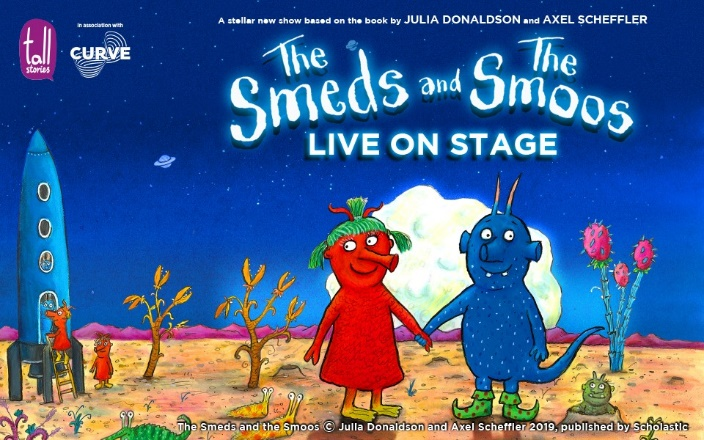 A stellar new show based on the book by JULIA DONALDSON and AXEL SCHEFFLER
tall
stories
in association with
CURVE
The The
Smeds and Smoos
LIVE ON STAGE
The Smeds and the Smoos © Julia Donaldson and Axel Scheffler 2019, published by Scholastic